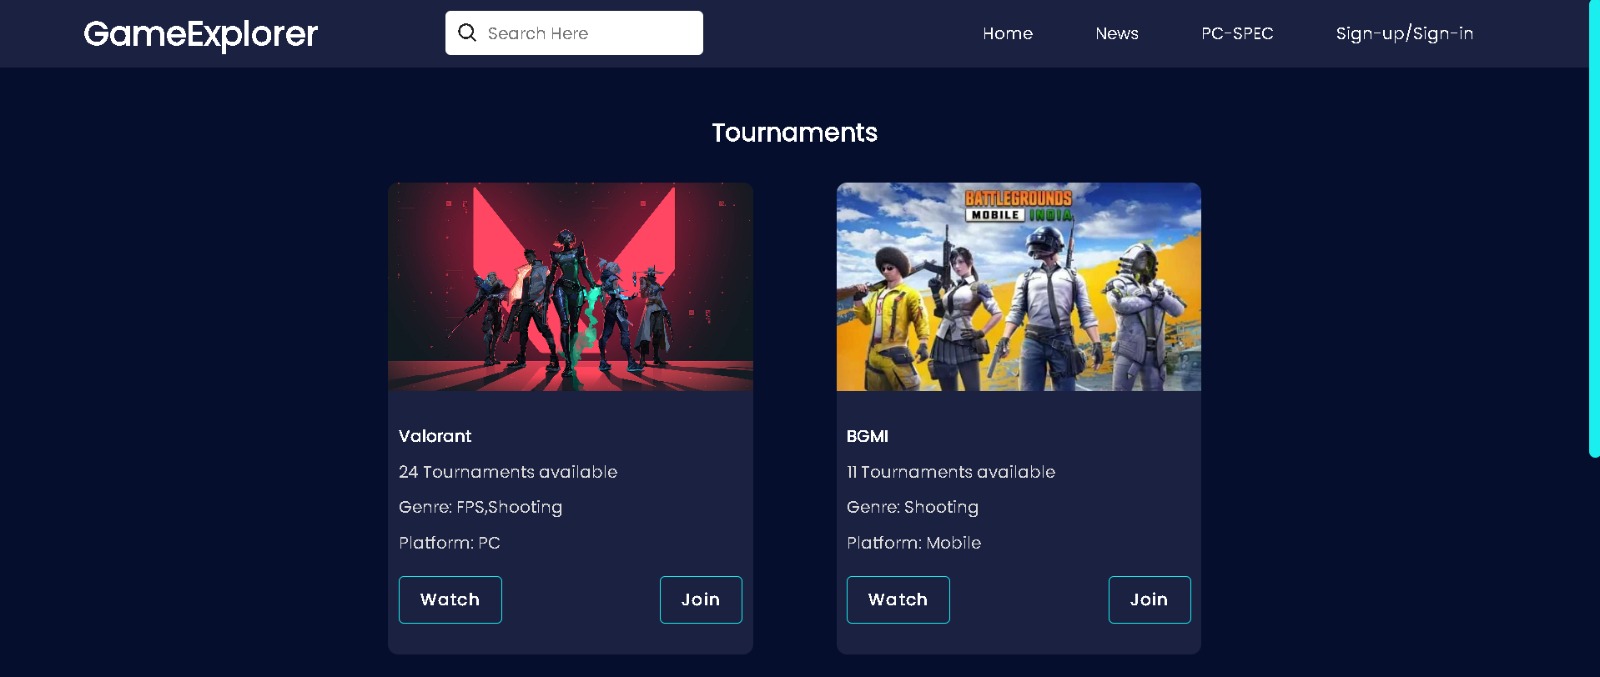 GameExplorer
Search Here
Home
News
PC-SPEC
Sign-up/Sign-in
Tournaments
BATTLEGROUNDS
MOBILE INDIA
Valorant
24 Tournaments available
Genre: FPS,Shooting
Platform: PC
Watch
Join
BGMI
11 Tournaments available
Genre: Shooting
Platform: Mobile
Watch
Join